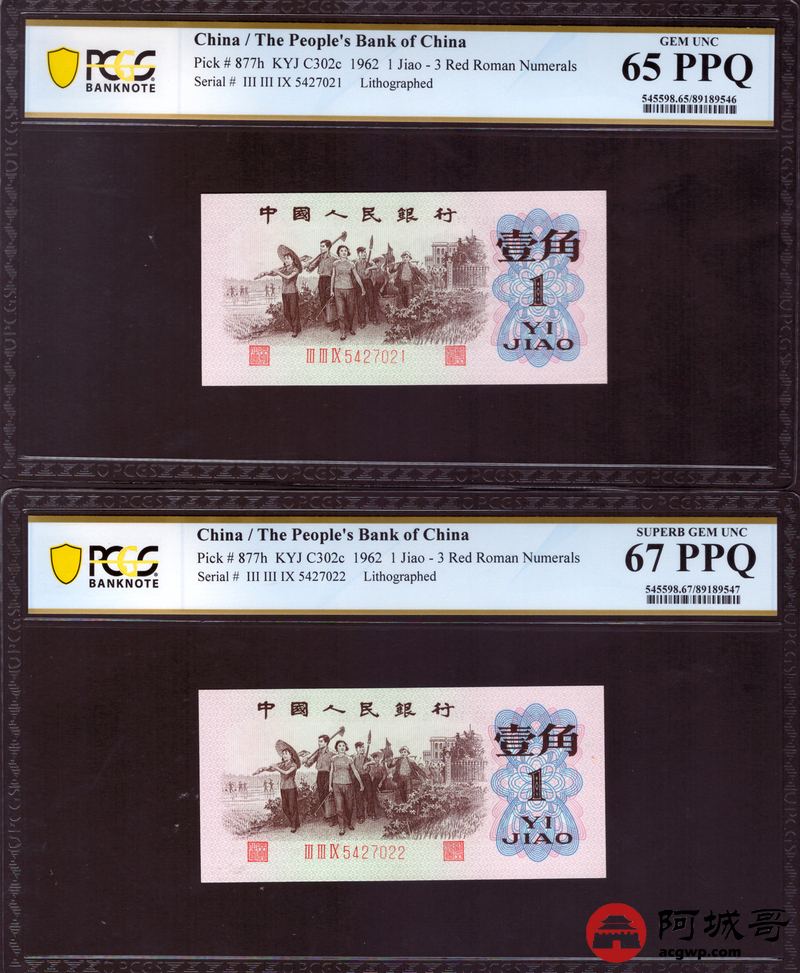 China / The People's Bank of China
Pick # 877h KYJ C302c 1962 1 Jiao - 3 Red Roman Numerals
Serial # III III IX 5427021 Lithographed
GEM UNC
65 PPQ
545598.65/89189546
PCGS
BANKNOTE
中國人民銀行
壹角
1
YI
JIAO
III III IX 5427021
PCGS
China / The People's Bank of China
Pick # 877h KYJ C302c 1962 1 Jiao - 3 Red Roman Numerals
Serial # III III IX 5427022 Lithographed
SUPERB GEM UNC
67 PPQ
545598.67/89189547
PCGS
BANKNOTE
中國人民銀行
壹角
1
YI
JIAO
III III IX 5427022
阿城哥
acgwp.com